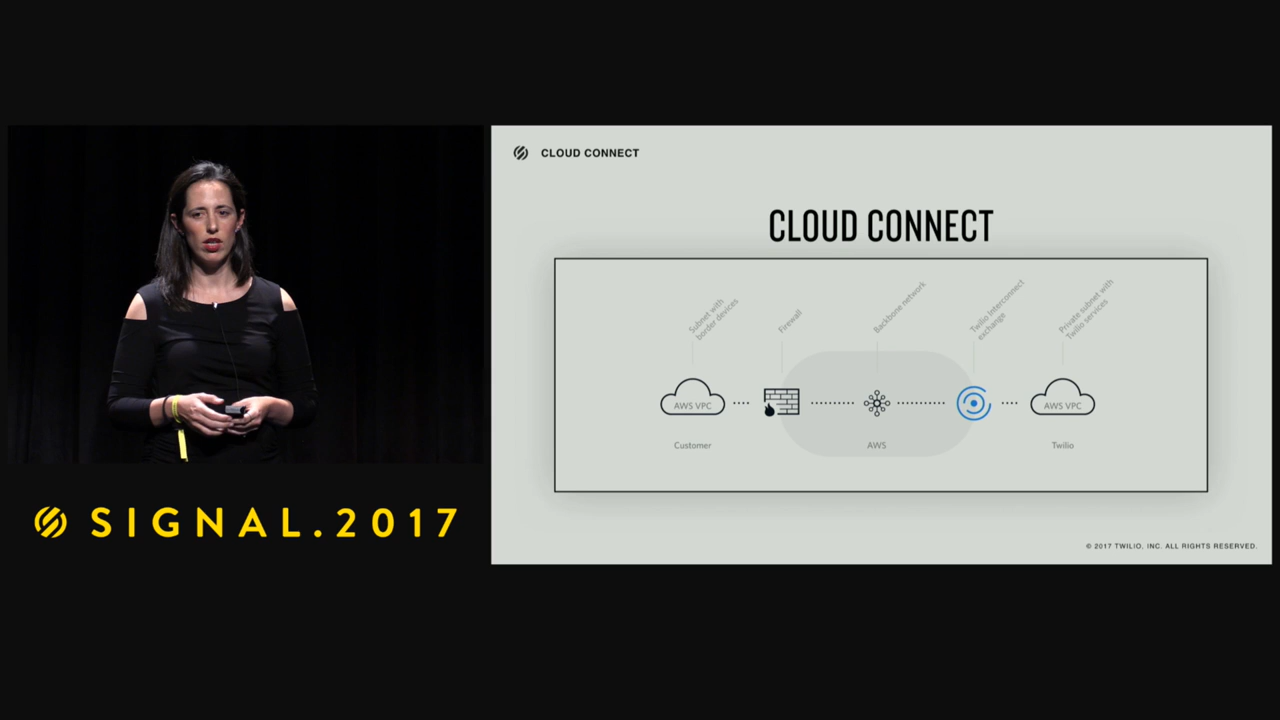 SIGNAL.2017
CLOUD CONNECT
CLOUD CONNECT
Subnet with
border devices
Firewall
Backbone network
Twilio Interconnect
exchange
Private subnet with
Twilio services
AWS VPC
AWS VPC
Customer
AWS
Twilio
© 2017 TWILIO, INC. ALL RIGHTS RESERVED.